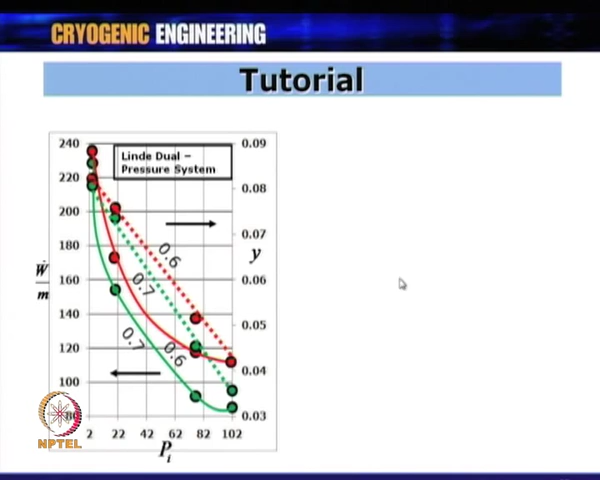 CRYOGENIC ENGINEERING
Tutorial
Linde Dual –
Pressure System
240
220
200
180
160
140
120
100
80
0.09
0.08
0.07
0.06
0.05
0.04
0.03
Ẇ
m
y
0.6
0.7
0.7
0.6
2 22 42 62 82 102
Pi
NPTEL